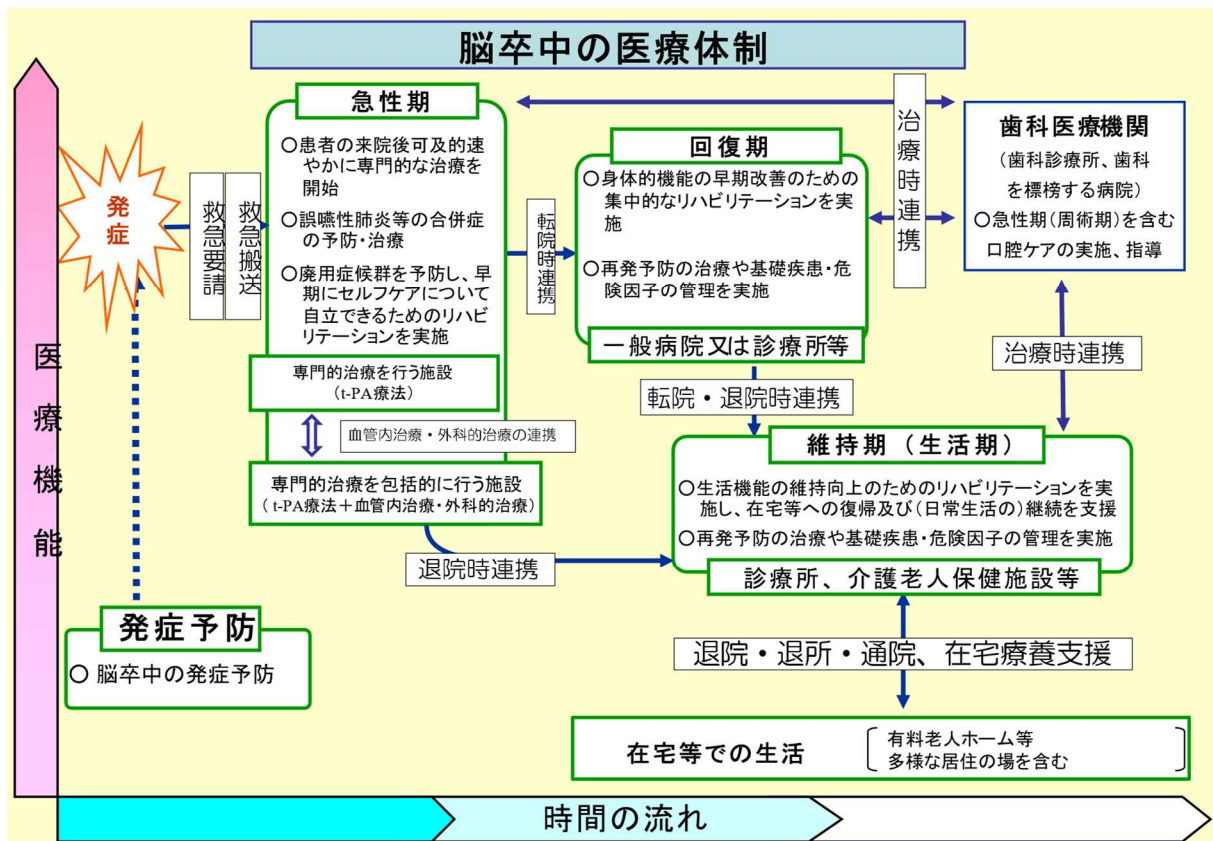 脳卒中の医療体制
医療機能
発症
救急要請
救急搬送
急性期
○患者の来院後可及的速
やかに専門的な治療を
開始
○誤嚥性肺炎等の合併症
の予防・治療
○廃用症候群を予防し、早
期にセルフケアについて
自立できるためのリハビ
リテーションを実施
専門的治療を行う施設
(t-PA療法)
血管内治療・外科的治療の連携
専門的治療を包括的に行う施設
(t-PA療法+血管内治療・外科的治療)
転院時連携
回復期
○身体的機能の早期改善のための
集中的なリハビリテーションを実
施
○再発予防の治療や基礎疾患・危
険因子の管理を実施
一般病院又は診療所等
治療時連携
歯科医療機関
(歯科診療所、歯科
を標榜する病院)
○急性期(周術期)を含む
口腔ケアの実施、指導
治療時連携
転院・退院時連携
退院時連携
維持期(生活期)
○生活機能の維持向上のためのリハビリテーションを実
施し、在宅等への復帰及び(日常生活の)継続を支援
○再発予防の治療や基礎疾患・危険因子の管理を実施
診療所、介護老人保健施設等
発症予防
○ 脳卒中の発症予防
退院・退所・通院、在宅療養支援
在宅等での生活
有料老人ホーム等
多様な居住の場を含む
時間の流れ